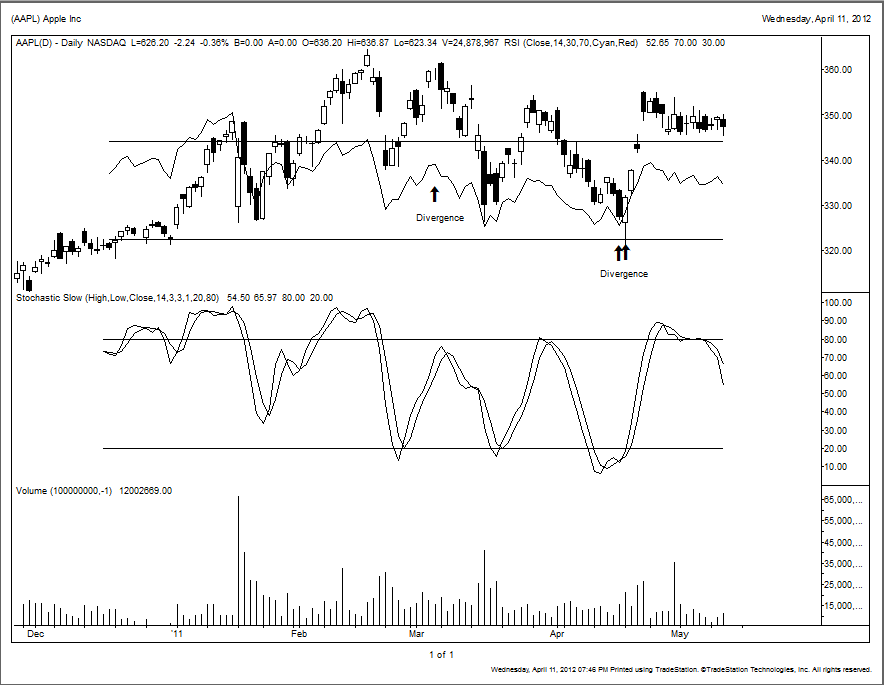 (AAPL) Apple Inc
Wednesday, April 11, 2012
AAPL(D) - Daily NASDAQ L=626.20 -2.24 -0.36% B=0.00 A=0.00 O=636.20 Hi=636.87 Lo=623.34 V=24,878,967 RSI (Close,14,30,70,Cyan,Red) 52.65 70.00 30.00
360.00
350.00
340.00
330.00
320.00
Divergence
Divergence
Stochastic Slow (High,Low,Close,14,3,3,1,20,80) 54.50 65.97 80.00 20.00
100.00
90.00
80.00
70.00
60.00
50.00
40.00
30.00
20.00
10.00
Volume (100000000,-1) 12002669.00
65,000,...
55,000,...
45,000,...
35,000,...
25,000,...
15,000,...
Dec '11 Feb Mar Apr May
1 of 1
Wednesday, April 11, 2012 07:46 PM Printed using TradeStation. ©TradeStation Technologies, Inc. All rights reserved.